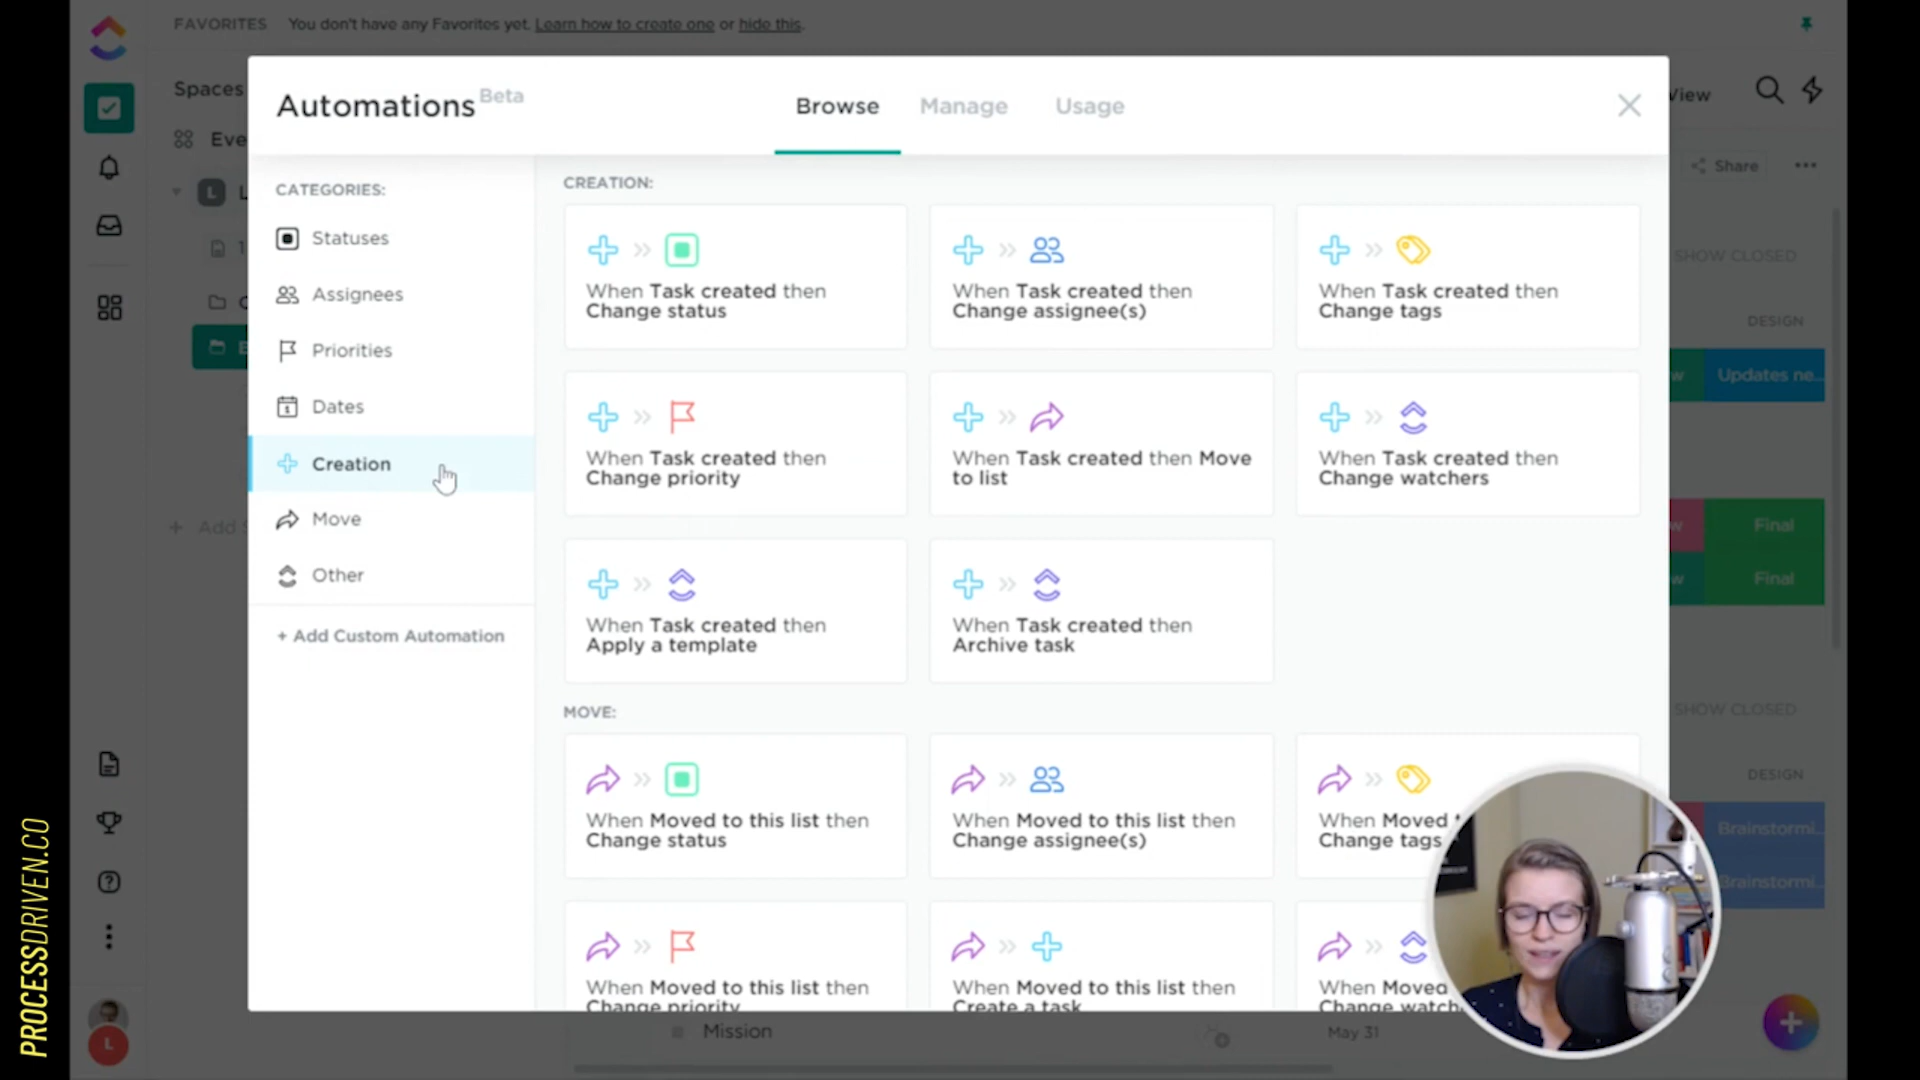 FAVORITES You don't have any Favorites yet. Learn how to create one or hide this.
Spaces
View
Eve
Share
L
SHOW CLOSED
DESIGN
Updates ne...
Final
Final
SHOW CLOSED
DESIGN
Brainstormi...
Brainstormi...
Automations Beta
Browse
Manage
Usage
CATEGORIES:
Statuses
Assignees
Priorities
Dates
Creation
Move
Other
+ Add Custom Automation
CREATION:
When Task created then
Change status
When Task created then
Change assignee(s)
When Task created then
Change tags
When Task created then
Change priority
When Task created then Move
to list
When Task created then
Change watchers
When Task created then
Apply a template
When Task created then
Archive task
MOVE:
When Moved to this list then
Change status
When Moved to this list then
Change assignee(s)
When Moved
Change tags
When Moved to this list then
Change priority
When Moved to this list then
Create a task
When Moved
Change watch
+ Add
Mission
May 31
L
PROCESSDRIVEN.CO